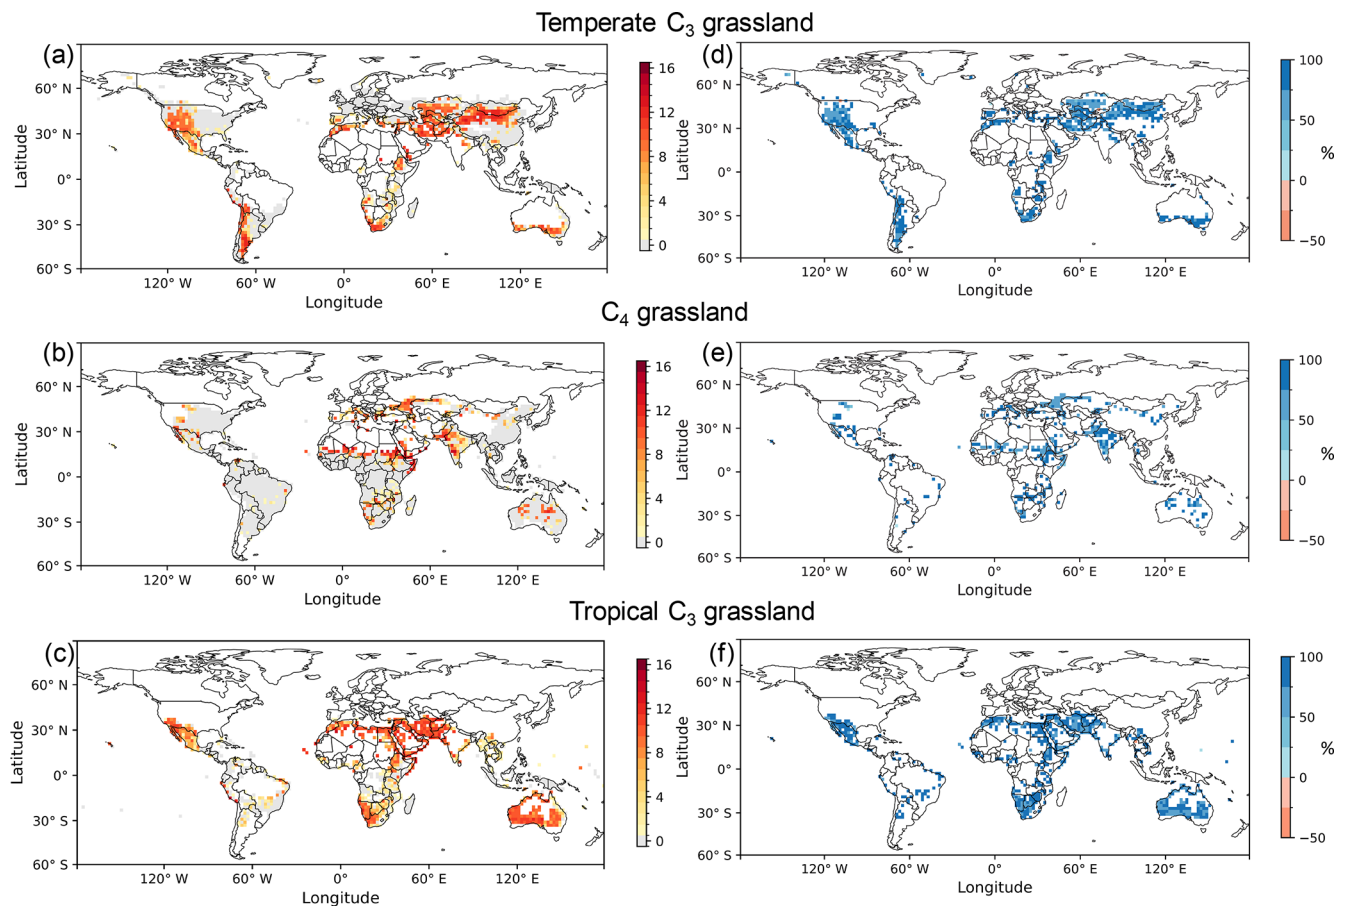 Temperate C3 grassland
(a)
60° N
30° N
0°
30° S
60° S
Latitude
120° W
60° W
0°
60° E
120° E
Longitude
16
12
8
4
0
(d)
60° N
30° N
0°
30° S
60° S
Latitude
120° W
60° W
0°
60° E
120° E
Longitude
100
50
0
−50
%
C4 grassland
(b)
60° N
30° N
0°
30° S
60° S
Latitude
120° W
60° W
0°
60° E
120° E
Longitude
16
12
8
4
0
(e)
60° N
30° N
0°
30° S
60° S
Latitude
120° W
60° W
0°
60° E
120° E
Longitude
100
50
0
−50
%
Tropical C3 grassland
(c)
60° N
30° N
0°
30° S
60° S
Latitude
120° W
60° W
0°
60° E
120° E
Longitude
16
12
8
4
0
(f)
60° N
30° N
0°
30° S
60° S
Latitude
120° W
60° W
0°
60° E
120° E
Longitude
100
50
0
−50
%